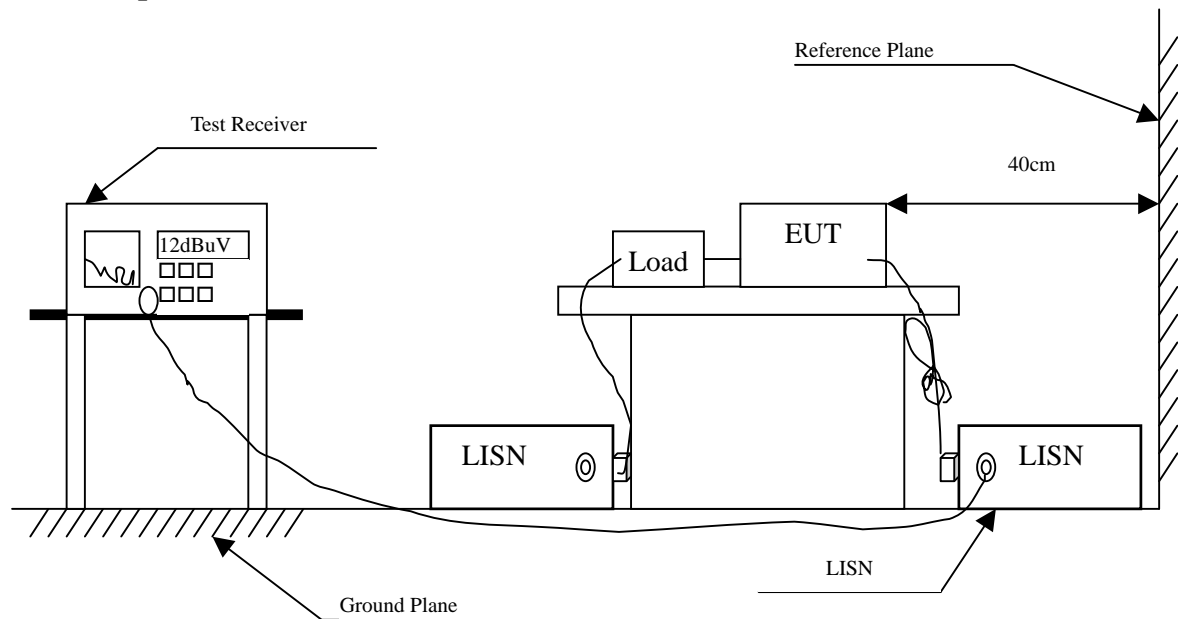 Reference Plane
Test Receiver
40cm
12dBuV
EUT
Load
LISN
LISN
LISN
Ground Plane